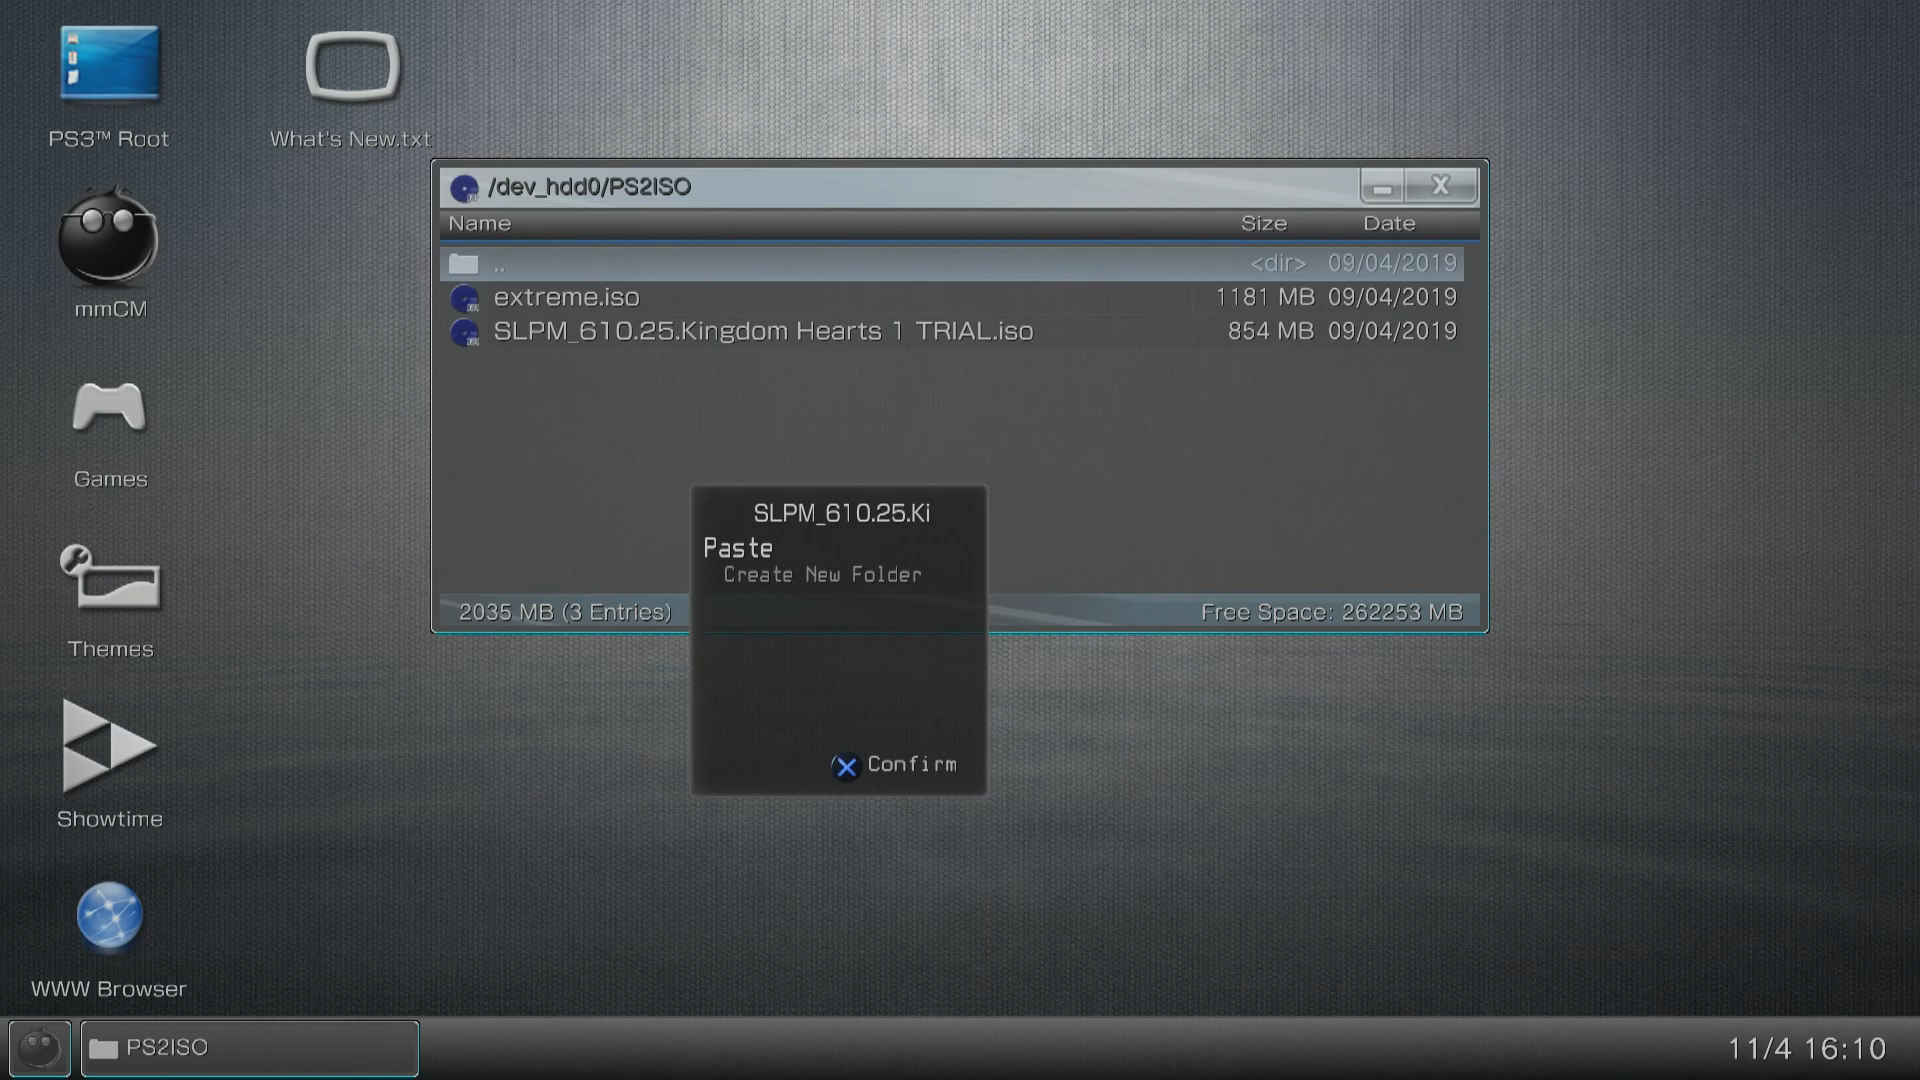 PS3™ Root
What's New.txt
mmCM
Games
Themes
Showtime
WWW Browser
/dev_hdd0/PS2ISO
X
Name Size Date
.. <dir> 09/04/2019
extreme.iso 1181 MB 09/04/2019
SLPM_610.25.Kingdom Hearts 1 TRIAL.iso 854 MB 09/04/2019
SLPM_610.25.Ki
Paste
Create New Folder
Confirm
2035 MB (3 Entries) Free Space: 262253 MB
PS2ISO 11/4 16:10